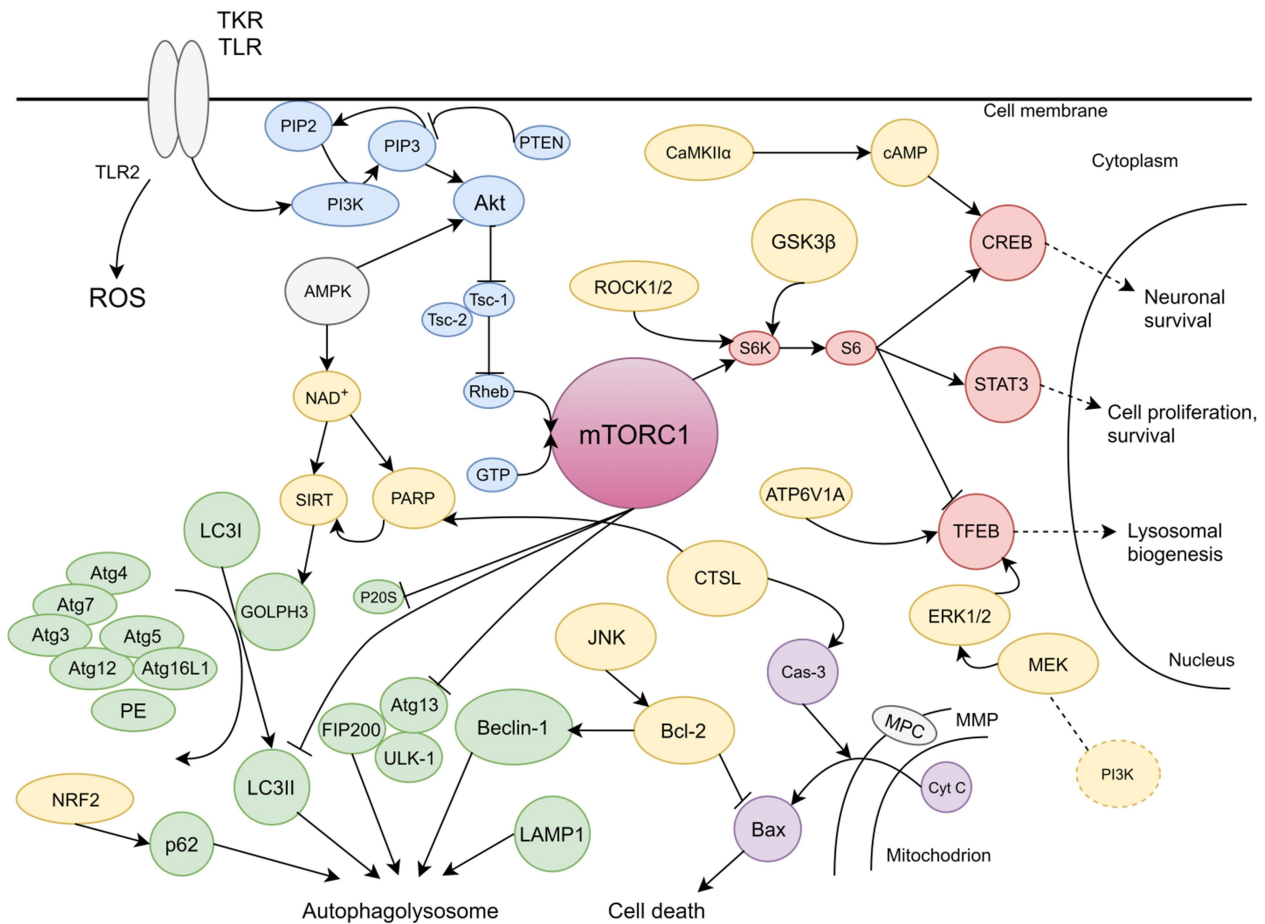 TKR
TLR
Cell membrane
PIP2
PIP3
PTEN
CaMKIIα
cAMP
Cytoplasm
TLR2
PI3K
Akt
CREB
GSK3β
ROS
AMPK
Tsc-1
Tsc-2
ROCK1/2
Neuronal
survival
S6K
S6
STAT3
NAD+
Rheb
Cell proliferation,
survival
mTORC1
GTP
SIRT
PARP
ATP6V1A
LC3I
TFEB
Lysosomal
biogenesis
Atg4
CTSL
Atg7
P20S
GOLPH3
ERK1/2
Atg3
Atg5
JNK
Atg12
Atg16L1
Cas-3
MEK
Nucleus
PE
Atg13
FIP200
Beclin-1
Bcl-2
MPC
MMP
ULK-1
LC3II
PI3K
NRF2
Cyt C
p62
LAMP1
Bax
Mitochodrion
Autophagolysosome
Cell death